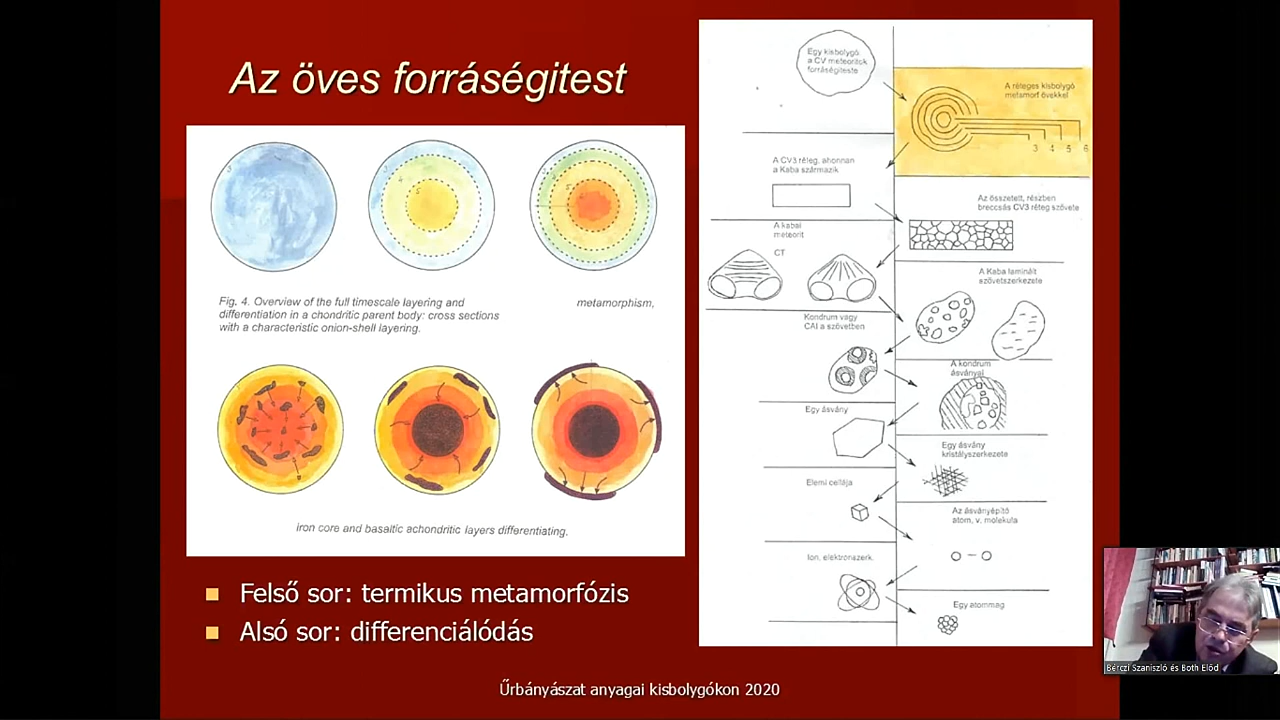 Az öves forráségitest
3
Fig. 4. Overview of the full timescale layering and
differentiation in a chondritic parent body: cross sections
with a characteristic onion-shell layering.
metamorphism,
iron core and basaltic achondritic layers differentiating.
Felső sor: termikus metamorfózis
Alsó sor: differenciálódás
Egy kisbolygó:
a CV meteoritok
forráségiteste
A réteges kisbolygó
metamorf övekkel
3 4 5 6
A CV3 réteg, ahonnan
a Kaba származik
Az összetett, részben
breccsás CV3 réteg szövete
A kabai
meteorit
CT
A Kaba laminált
szövetszerkezete
Kondrum vagy
CAI a szövetben
A kondrum
ásványai
Egy ásvány
Egy ásvány
kristályszerkezete
Elemi cellája
Az ásványépítő
atom, v. molekula
Ion, elektronszerk.
Egy atommag
Bérczi Szaniszló és Both Előd
Űrbányászat anyagai kisbolygókon 2020